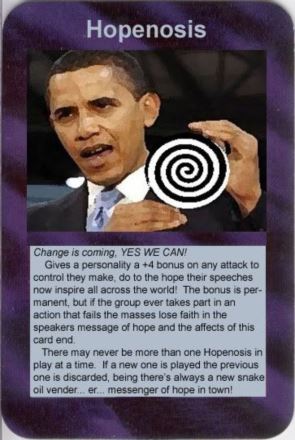 Hopenosis
Change is coming, YES WE CAN!
Gives a personality a +4 bonus on any attack to
control they make, do to the hope their speeches
now inspire all across the world! The bonus is per-
manent, but if the group ever takes part in an
action that fails the masses lose faith in the
speakers message of hope and the affects of this
card end.
There may never be more than one Hopenosis in
play at a time. If a new one is played the previous
one is discarded, being there's always a new snake
oil vender... er... messenger of hope in town!